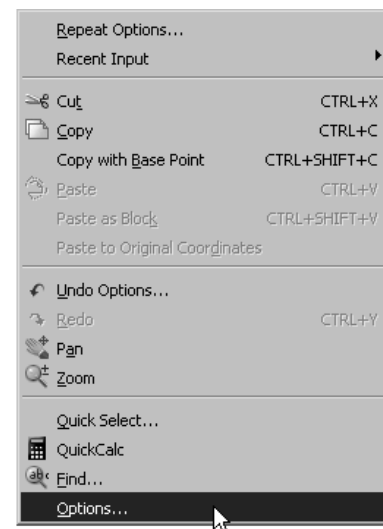 Repeat Options...
Recent Input
Cut CTRL+X
Copy CTRL+C
Copy with Base Point CTRL+SHIFT+C
Paste CTRL+V
Paste as Block CTRL+SHIFT+V
Paste to Original Coordinates
Undo Options...
Redo CTRL+Y
Pan
Zoom
Quick Select...
QuickCalc
Find...
Options...